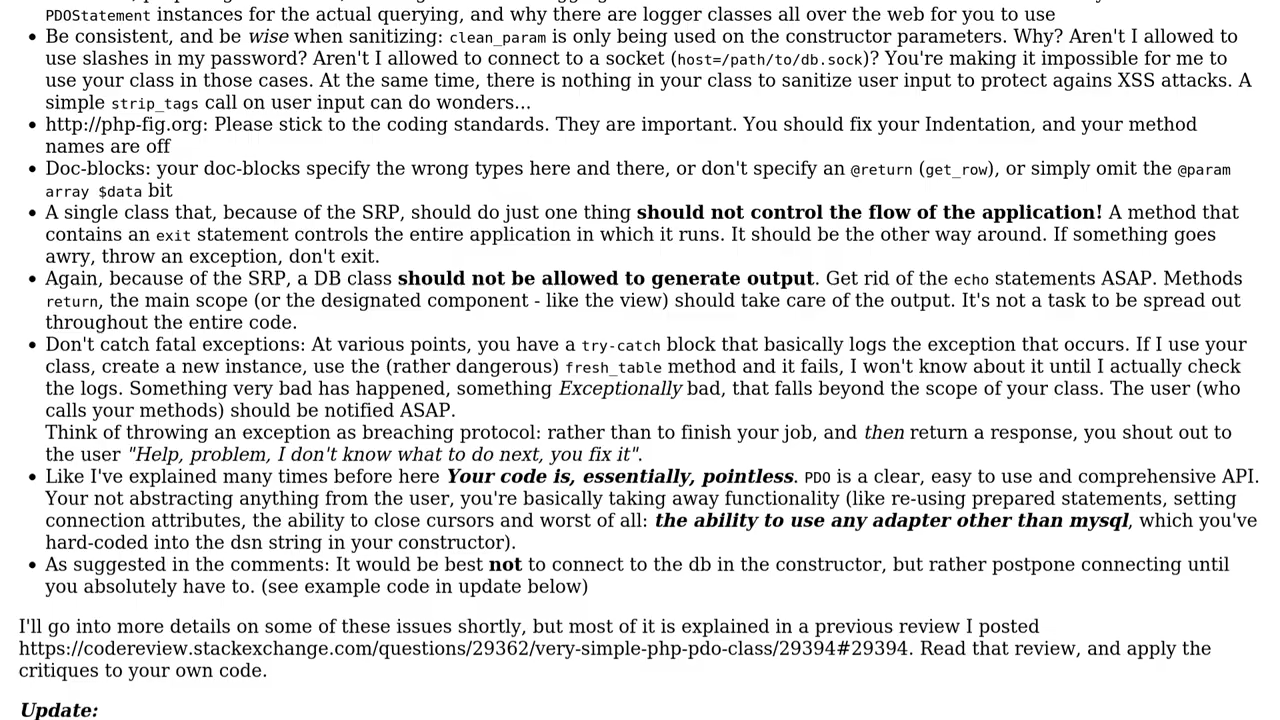 PDOStatement instances for the actual querying, and why there are logger classes all over the web for you to use
• Be consistent, and be wise when sanitizing: clean_param is only being used on the constructor parameters. Why? Aren't I allowed to
use slashes in my password? Aren't I allowed to connect to a socket (host=/path/to/db.sock)? You're making it impossible for me to
use your class in those cases. At the same time, there is nothing in your class to sanitize user input to protect agains XSS attacks. A
simple strip_tags call on user input can do wonders...
• http://php-fig.org: Please stick to the coding standards. They are important. You should fix your Indentation, and your method
names are off
• Doc-blocks: your doc-blocks specify the wrong types here and there, or don't specify an @return (get_row), or simply omit the @param
array $data bit
• A single class that, because of the SRP, should do just one thing should not control the flow of the application! A method that
contains an exit statement controls the entire application in which it runs. It should be the other way around. If something goes
awry, throw an exception, don't exit.
• Again, because of the SRP, a DB class should not be allowed to generate output. Get rid of the echo statements ASAP. Methods
return, the main scope (or the designated component - like the view) should take care of the output. It's not a task to be spread out
throughout the entire code.
• Don't catch fatal exceptions: At various points, you have a try-catch block that basically logs the exception that occurs. If I use your
class, create a new instance, use the (rather dangerous) fresh_table method and it fails, I won't know about it until I actually check
the logs. Something very bad has happened, something Exceptionally bad, that falls beyond the scope of your class. The user (who
calls your methods) should be notified ASAP.
Think of throwing an exception as breaching protocol: rather than to finish your job, and then return a response, you shout out to
the user "Help, problem, I don't know what to do next, you fix it".
• Like I've explained many times before here Your code is, essentially, pointless. PDO is a clear, easy to use and comprehensive API.
Your not abstracting anything from the user, you're basically taking away functionality (like re-using prepared statements, setting
connection attributes, the ability to close cursors and worst of all: the ability to use any adapter other than mysql, which you've
hard-coded into the dsn string in your constructor).
• As suggested in the comments: It would be best not to connect to the db in the constructor, but rather postpone connecting until
you absolutely have to. (see example code in update below)
I'll go into more details on some of these issues shortly, but most of it is explained in a previous review I posted
https://codereview.stackexchange.com/questions/29362/very-simple-php-pdo-class/29394#29394. Read that review, and apply the
critiques to your own code.
Update: